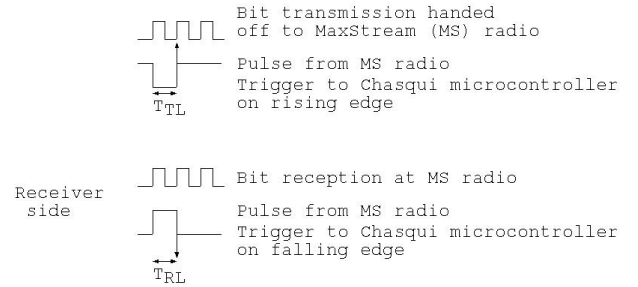 Bit transmission handed
off to MaxStream (MS) radio
Pulse from MS radio
Trigger to Chasqui microcontroller
on rising edge
TTL
Bit reception at MS radio
Receiver
side
Pulse from MS radio
Trigger to Chasqui microcontroller
on falling edge
TRL